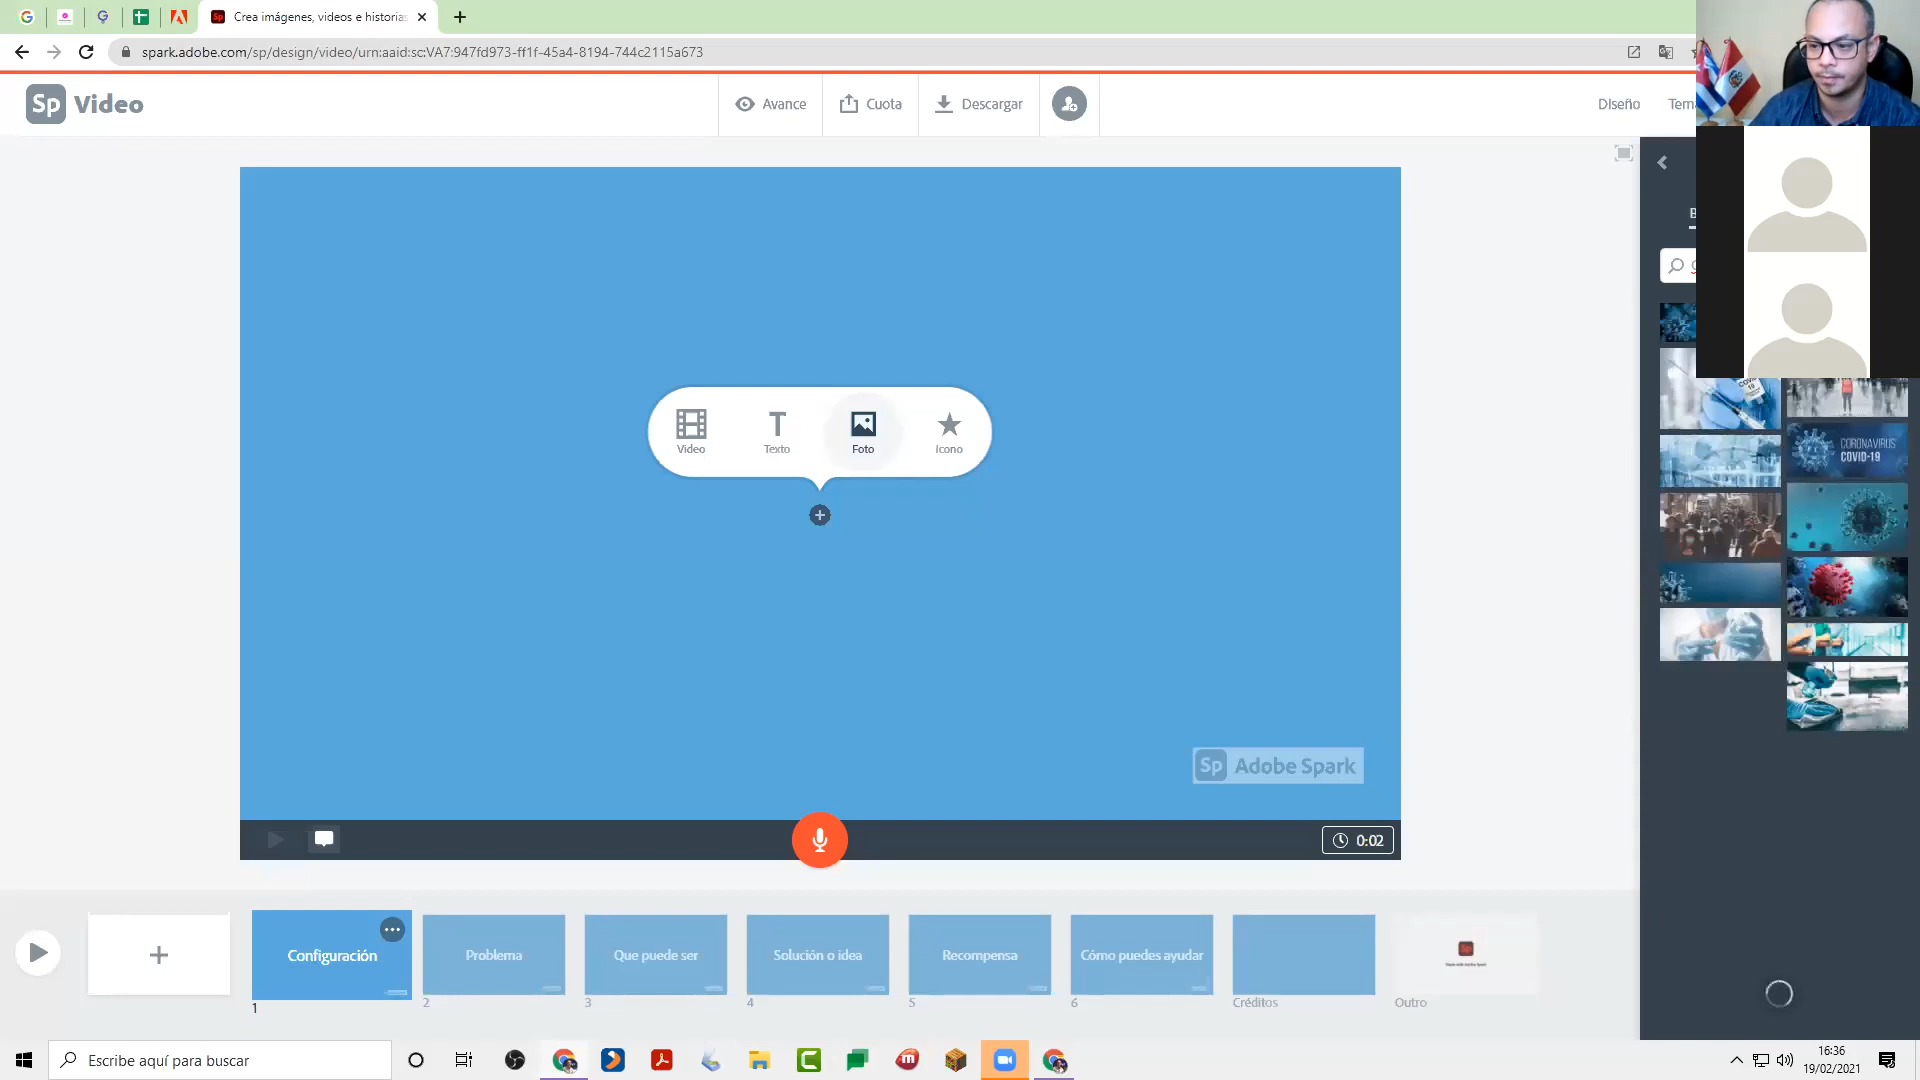 Crea imágenes, videos e historias
spark.adobe.com/sp/design/video/urn:aaid:sc:VA7:947fd973-ff1f-45a4-8194-744c2115a673
Sp Video
Avance
Cuota
Descargar
Diseño
Video
Texto
Foto
Icono
COVID
19
CORONAVIRUS
COVID-19
Sp Adobe Spark
0:02
Configuración
Problema
Que puede ser
Solución o idea
Recompensa
Cómo puedes ayudar
1
2
3
4
5
6
Créditos
Outro
Escribe aquí para buscar
16:36
19/02/2021